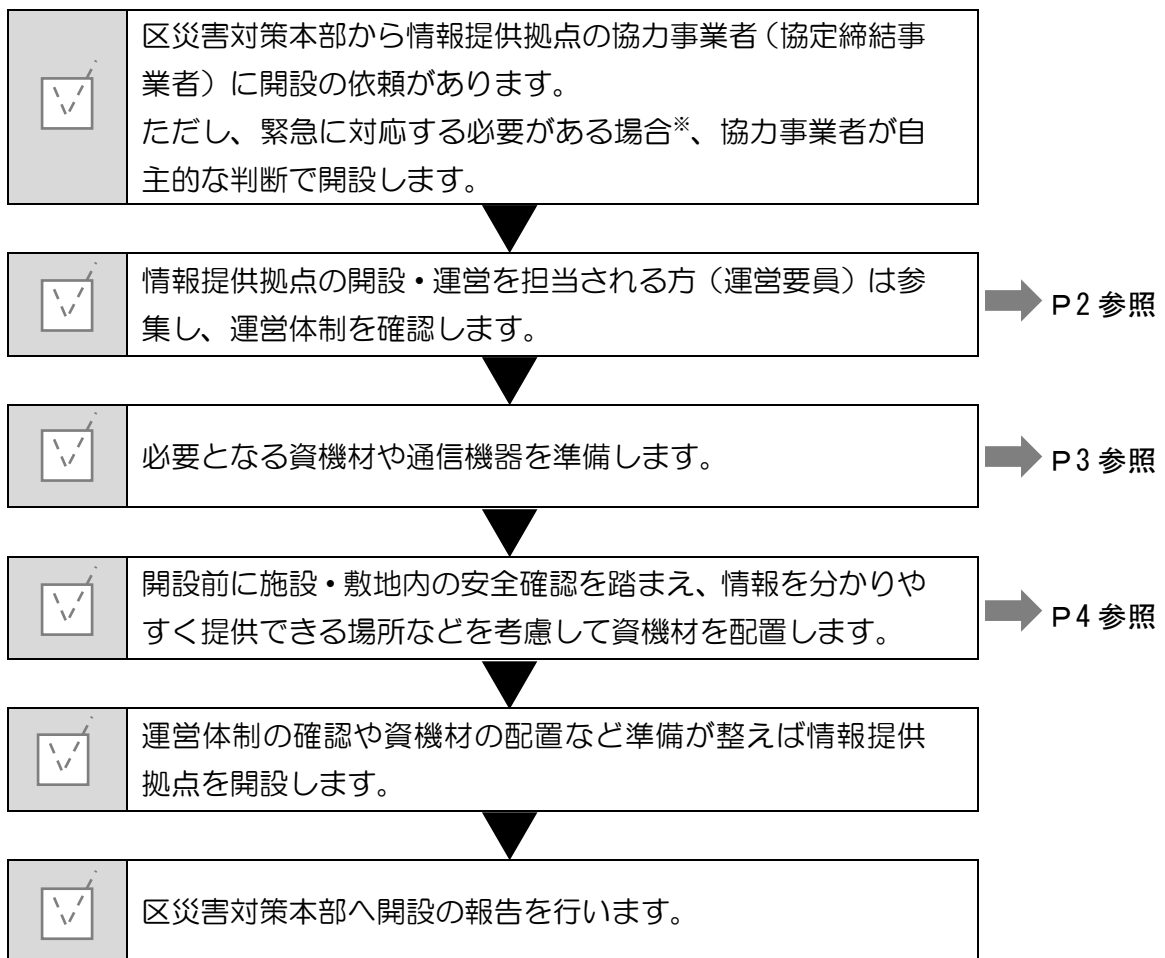 区災害対策本部から情報提供拠点の協力事業者（協定締結事
業者）に開設の依頼があります。
ただし、緊急に対応する必要がある場合※、協力事業者が自
主的な判断で開設します。
情報提供拠点の開設・運営を担当される方（運営要員）は参
集し、運営体制を確認します。
P2 参照
必要となる資機材や通信機器を準備します。
P3 参照
開設前に施設・敷地内の安全確認を踏まえ、情報を分かりや
すく提供できる場所などを考慮して資機材を配置します。
P4 参照
運営体制の確認や資機材の配置など準備が整えば情報提供
拠点を開設します。
区災害対策本部へ開設の報告を行います。